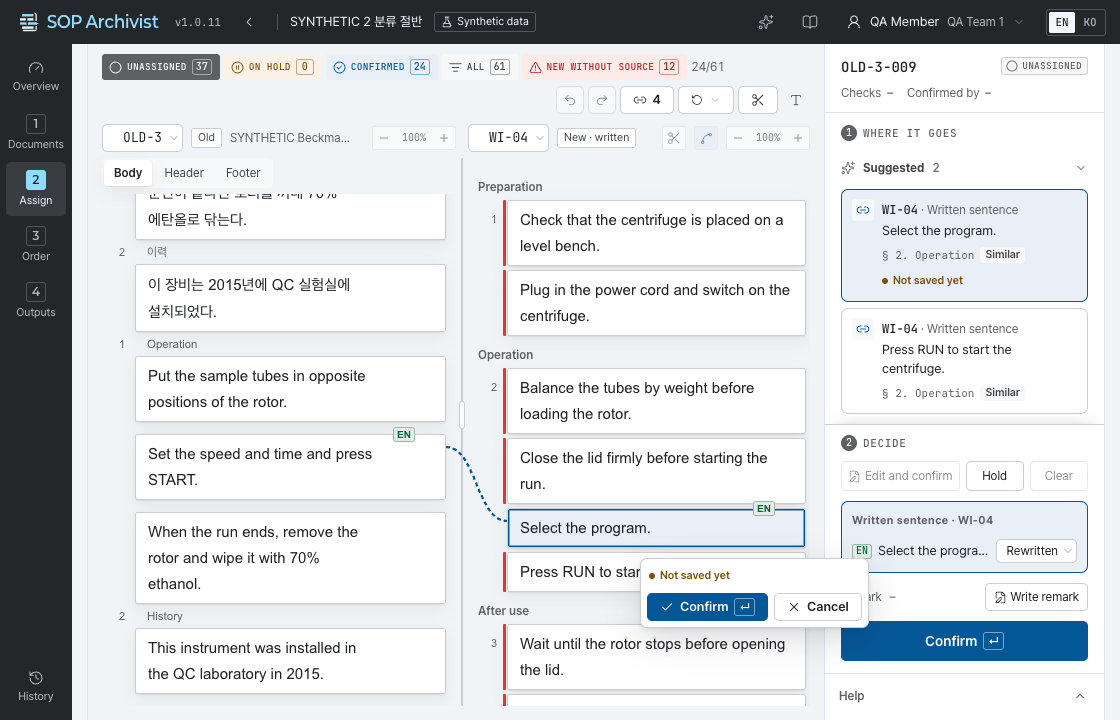 SOP Archivist v1.0.11
SYNTHETIC 2 분류 절반
Synthetic data
QA Member QA Team 1
EN KO
Overview
1
Documents
2
Assign
3
Order
4
Outputs
History
UNASSIGNED 37
ON HOLD 0
CONFIRMED 24
ALL 61
NEW WITHOUT SOURCE 12
24/61
4
T
OLD-3
Old
SYNTHETIC Beckma...
100%
WI-04
New · written
100%
Body
Header
Footer
에탄올로 닦는다.
2 이력
이 장비는 2015년에 QC 실험실에
설치되었다.
1 Operation
Put the sample tubes in opposite
positions of the rotor.
EN
Set the speed and time and press
START.
When the run ends, remove the
rotor and wipe it with 70%
ethanol.
2 History
This instrument was installed in
the QC laboratory in 2015.
Preparation
1
Check that the centrifuge is placed on a
level bench.
Plug in the power cord and switch on the
centrifuge.
Operation
2
Balance the tubes by weight before
loading the rotor.
Close the lid firmly before starting the
run.
EN
Select the program.
Press RUN to star
Not saved yet
Confirm
Cancel
After use
3
Wait until the rotor stops before opening
the lid.
OLD-3-009
UNASSIGNED
Checks – Confirmed by –
1 WHERE IT GOES
Suggested 2
WI-04 · Written sentence
Select the program.
§ 2. Operation Similar
Not saved yet
WI-04 · Written sentence
Press RUN to start the
centrifuge.
§ 2. Operation Similar
2 DECIDE
Edit and confirm
Hold
Clear
Written sentence · WI-04
EN Select the progra... Rewritten
ark –
Write remark
Confirm
Help